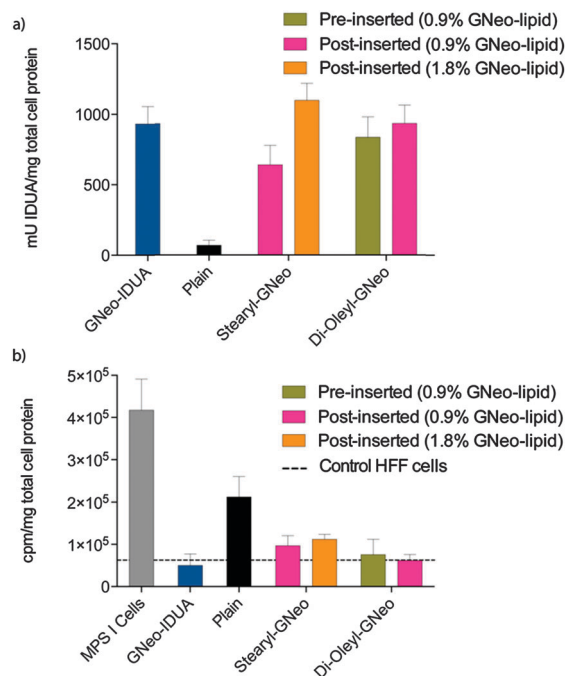 a)
Pre-inserted (0.9% GNeo-lipid)
Post-inserted (0.9% GNeo-lipid)
Post-inserted (1.8% GNeo-lipid)
mU IDUA/mg total cell protein
1500
1000
500
0
GNeo-IDUA
Plain
Stearyl-GNeo
Di-Oleyl-GNeo
b)
Pre-inserted (0.9% GNeo-lipid)
Post-inserted (0.9% GNeo-lipid)
Post-inserted (1.8% GNeo-lipid)
Control HFF cells
cpm/mg total cell protein
5×10⁵
4×10⁵
3×10⁵
2×10⁵
1×10⁵
0
MPS I Cells
GNeo-IDUA
Plain
Stearyl-GNeo
Di-Oleyl-GNeo